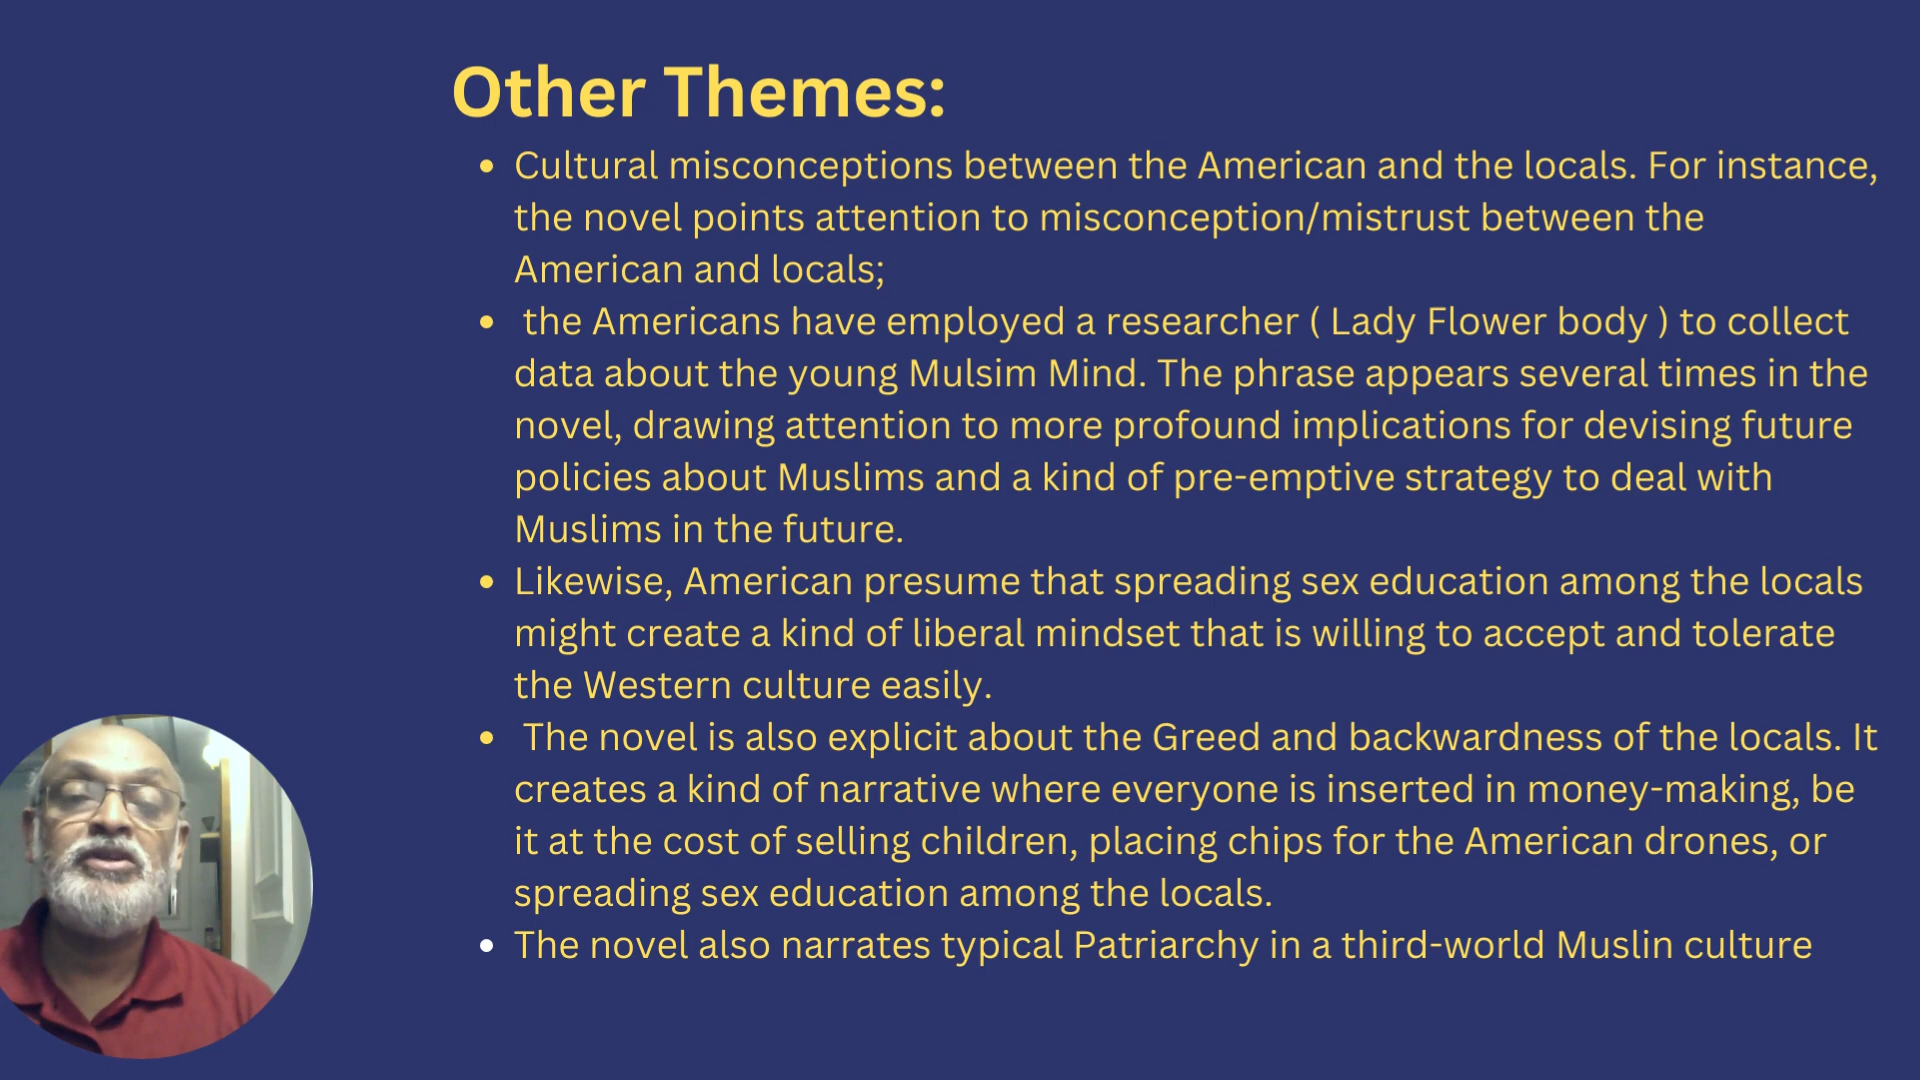 Other Themes:
Cultural misconceptions between the American and the locals. For instance,
the novel points attention to misconception/mistrust between the
American and locals;
the Americans have employed a researcher ( Lady Flower body ) to collect
data about the young Mulsim Mind. The phrase appears several times in the
novel, drawing attention to more profound implications for devising future
policies about Muslims and a kind of pre-emptive strategy to deal with
Muslims in the future.
Likewise, American presume that spreading sex education among the locals
might create a kind of liberal mindset that is willing to accept and tolerate
the Western culture easily.
The novel is also explicit about the Greed and backwardness of the locals. It
creates a kind of narrative where everyone is inserted in money-making, be
it at the cost of selling children, placing chips for the American drones, or
spreading sex education among the locals.
The novel also narrates typical Patriarchy in a third-world Muslin culture